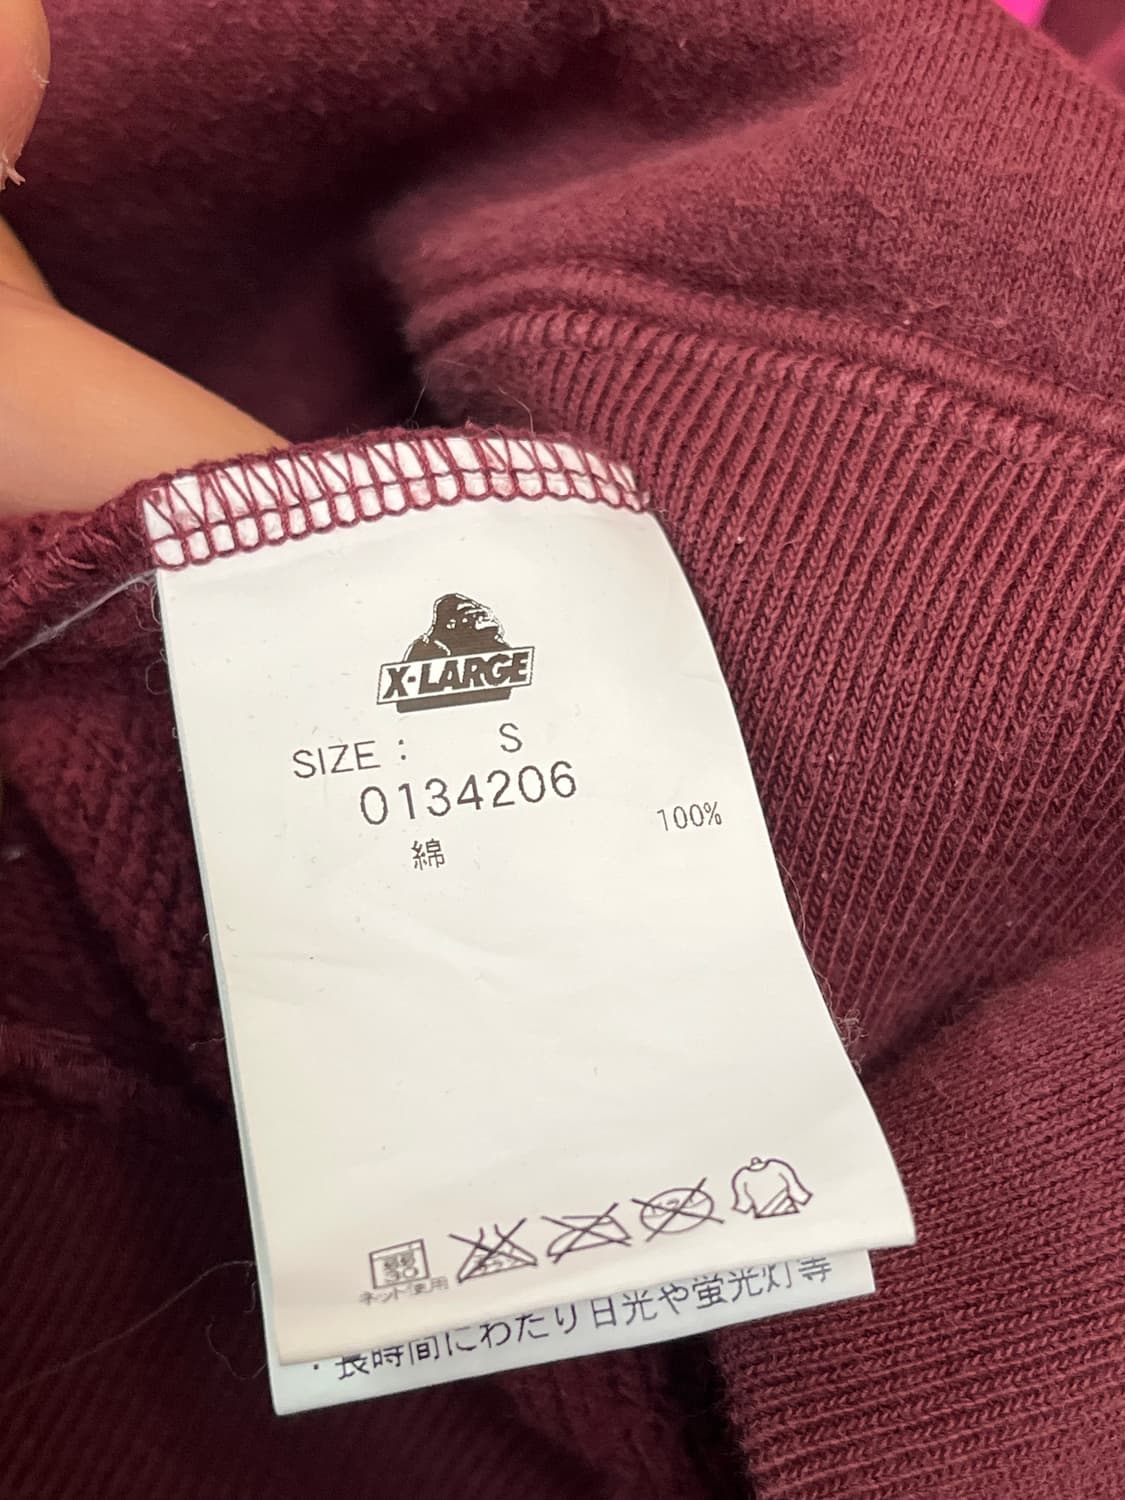 X-LARGE
SIZE : S
0134206
綿 100%
弱
30
ネット使用
・長時間にわたり日光や蛍光灯等